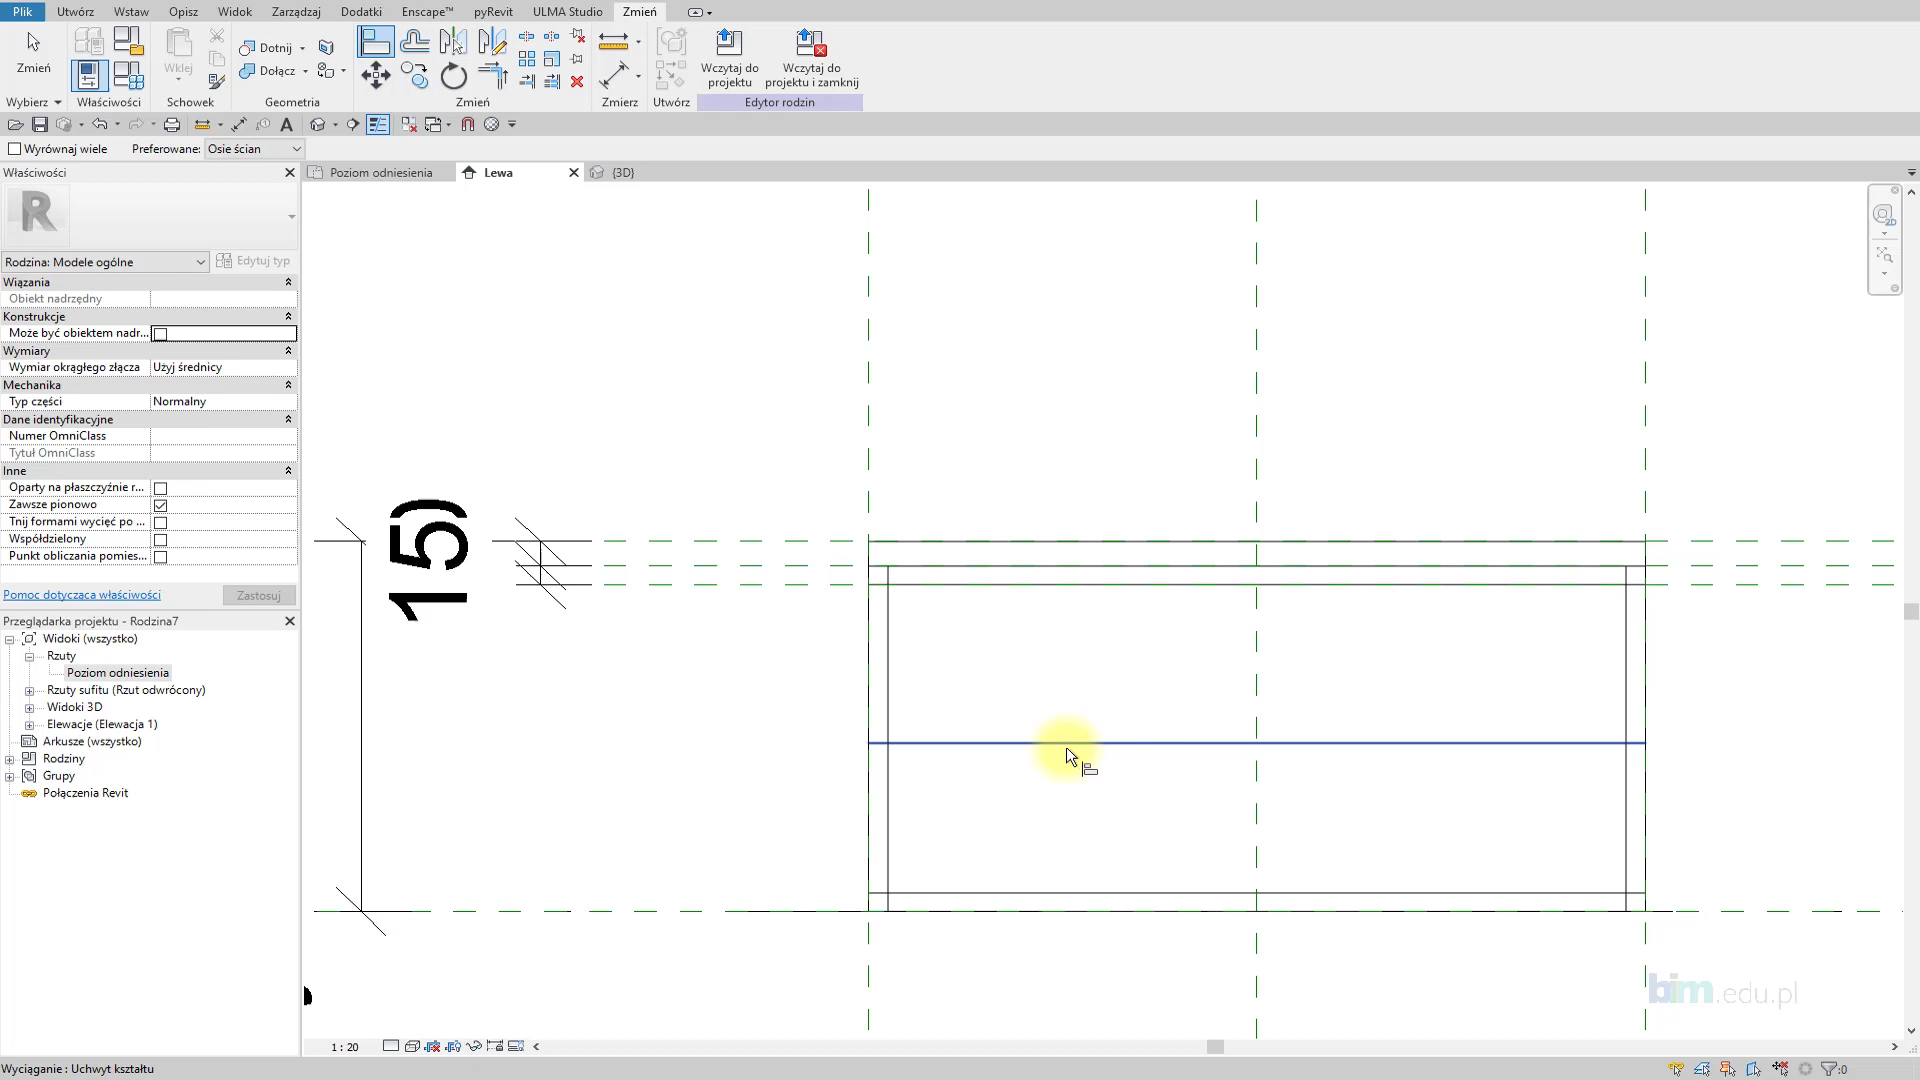 Plik Utwórz Wstaw Opisz Widok Zarządzaj Dodatki Enscape™ pyRevit ULMA Studio Zmień
Zmień
Wklej
Dotnij
Dołącz
Wczytaj do projektu
Wczytaj do projektu i zamknij
Wybierz Właściwości Schowek Geometria Zmień Zmierz Utwórz Edytor rodzin
Wyrównaj wiele Preferowane: Osie ścian
Właściwości
Poziom odniesienia Lewa {3D}
Rodzina: Modele ogólne Edytuj typ
Wiązania
Obiekt nadrzędny
Konstrukcje
Może być obiektem nadr...
Wymiary
Wymiar okrągłego złącza Użyj średnicy
Mechanika
Typ części Normalny
Dane identyfikacyjne
Numer OmniClass
Tytuł OmniClass
Inne
Oparty na płaszczyźnie r...
Zawsze pionowo
Tnij formami wycięć po ...
Współdzielony
Punkt obliczania pomies...
Pomoc dotycząca właściwości Zastosuj
Przeglądarka projektu - Rodzina7
Widoki (wszystko)
Rzuty
Poziom odniesienia
Rzuty sufitu (Rzut odwrócony)
Widoki 3D
Elewacje (Elewacja 1)
Arkusze (wszystko)
Rodziny
Grupy
Połączenia Revit
15)
2D
bim.edu.pl
1 : 20
Wyciąganie : Uchwyt kształtu
:0